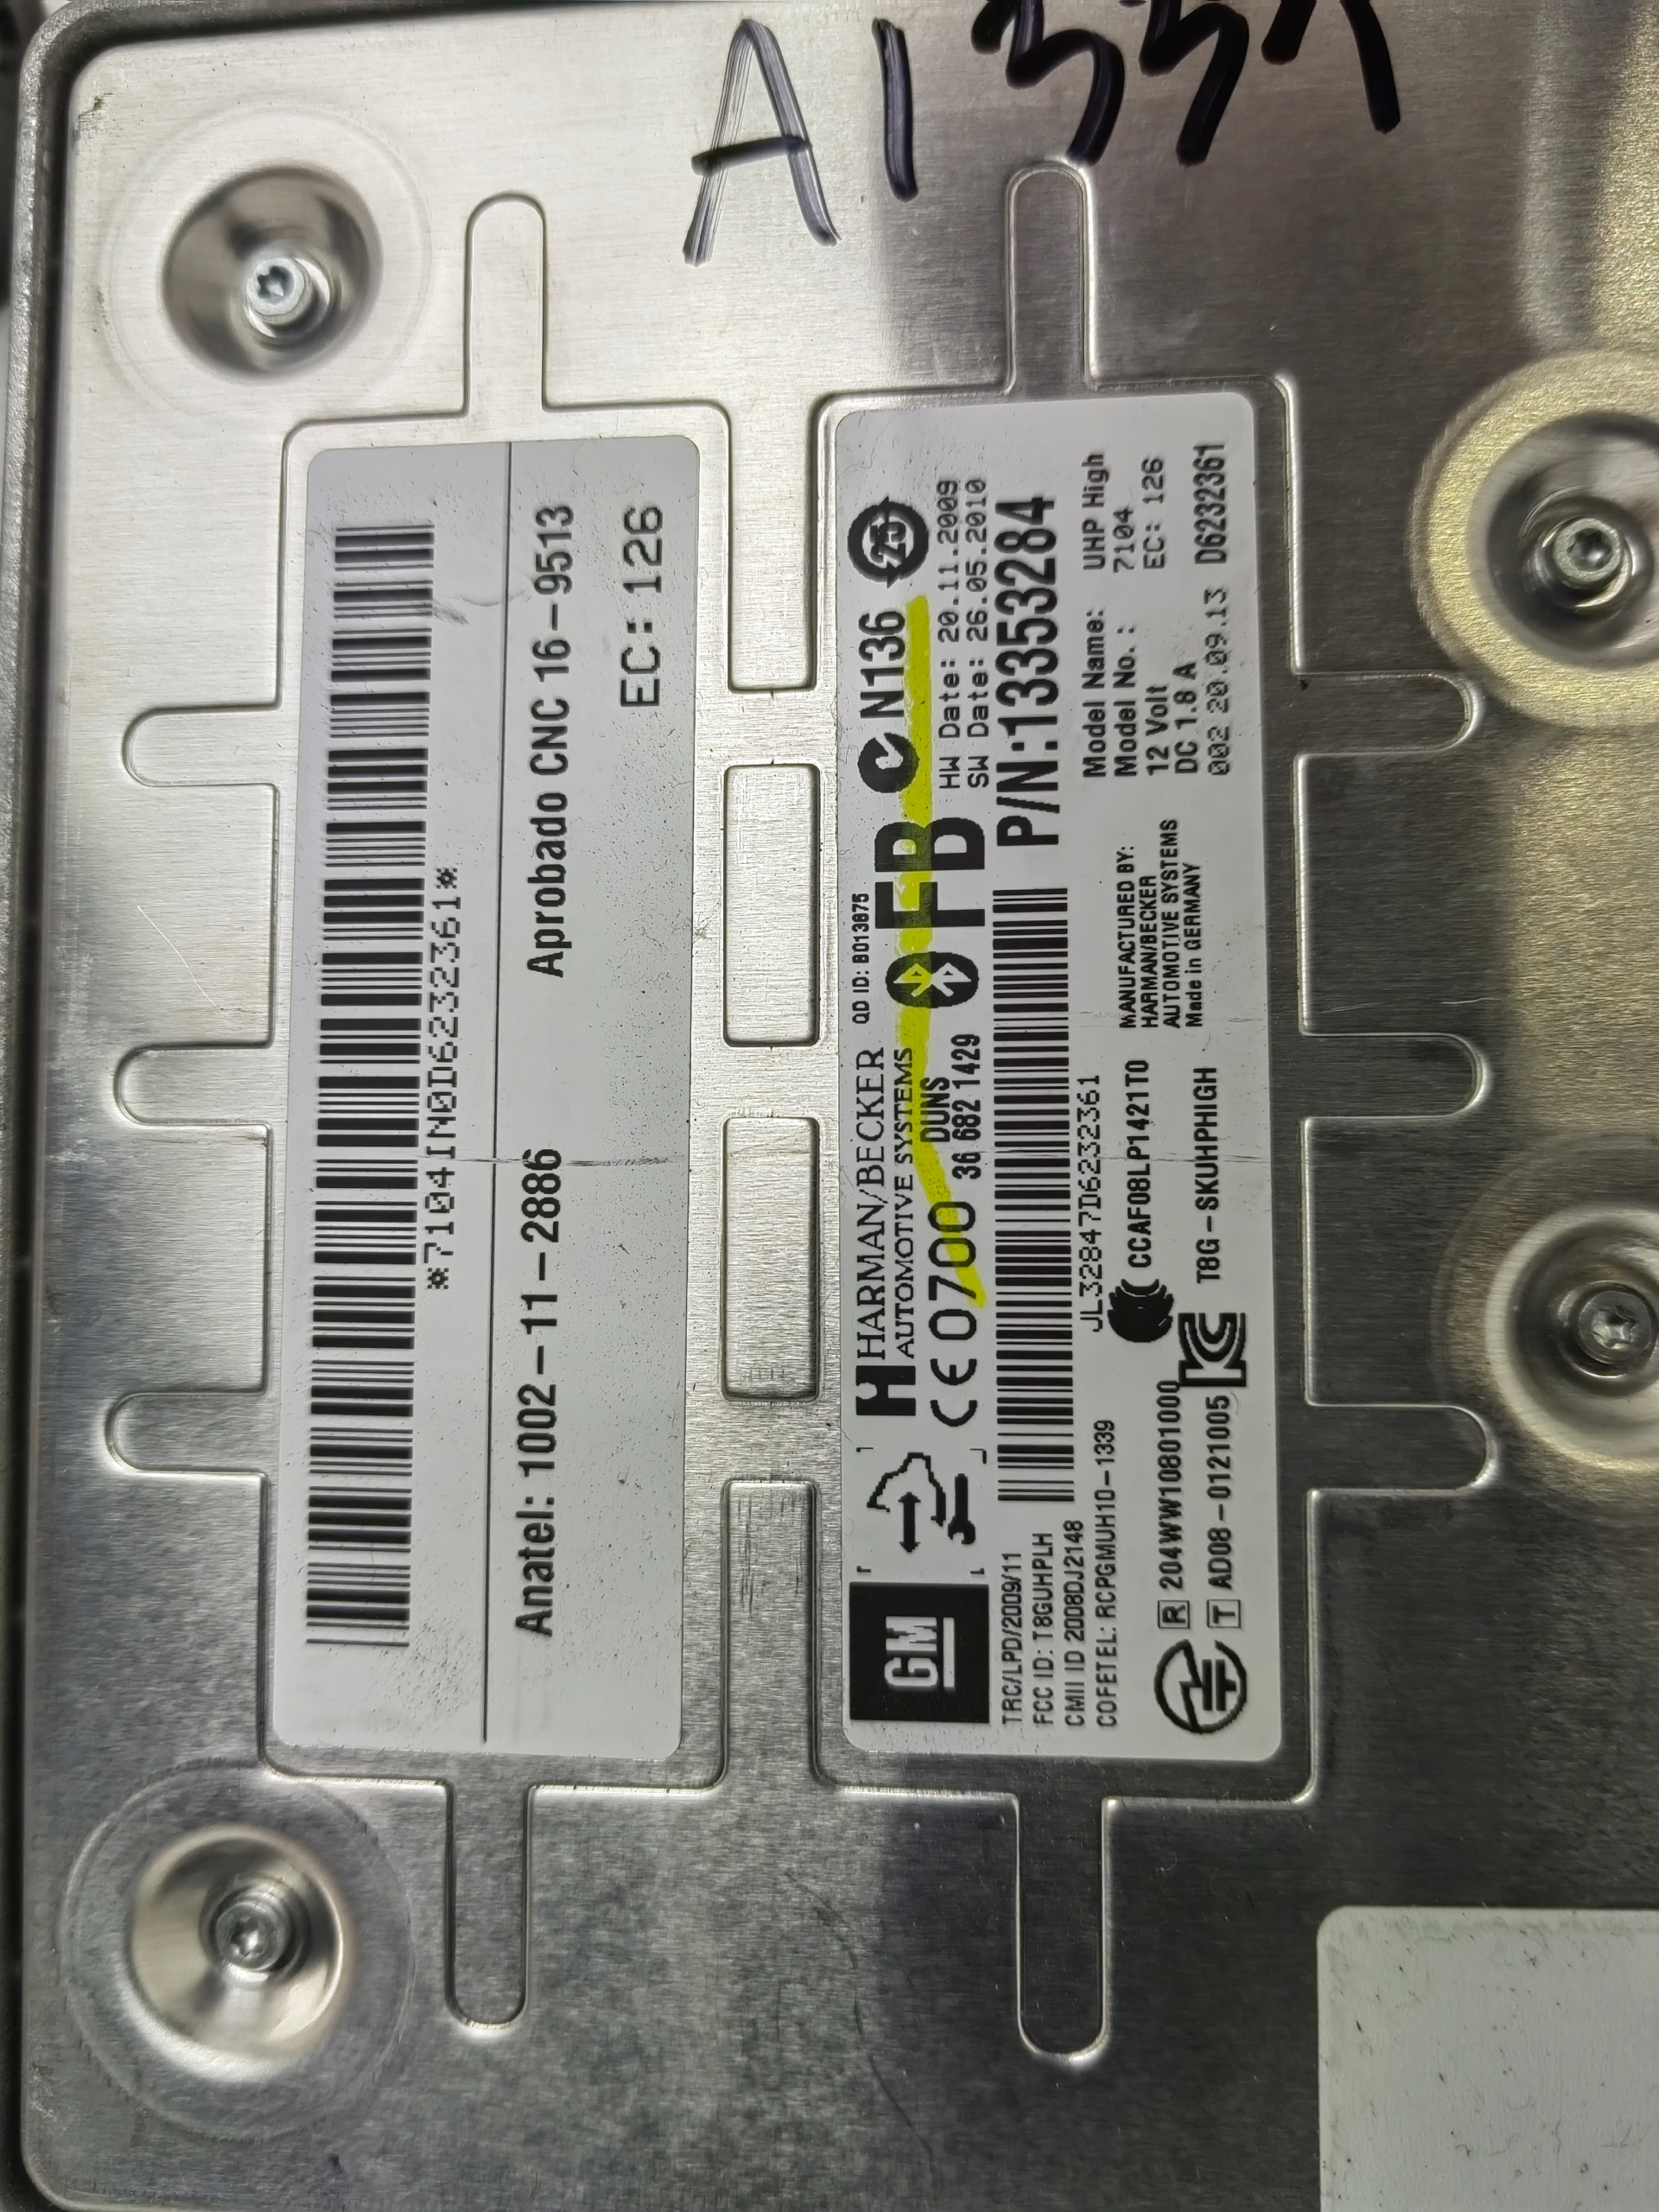 *7104IN0D6232361*
Anatel: 1002-11-2886 Aprobado CNC 16-9513
EC: 126
GM
HARMAN/BECKER
AUTOMOTIVE SYSTEMS
QD ID: B013875
N136
25
CE 0700
DUNS
36 682 1429
FB
HW Date: 20.11.2009
SW Date: 26.05.2010
P/N:13353284
TRC/LPD/2009/11
FCC ID: T8GUHPLH
CMII ID 2008DJ2148
COFETEL: RCPGMUH10-1339
JL32847D6232361
CCAF08LP1421T0
R 204WW10801000
T AD08-0121005
T8G-SKUHPHIGH
MANUFACTURED BY:
HARMAN/BECKER
AUTOMOTIVE SYSTEMS
Made in GERMANY
Model Name: UHP High
Model No.: 7104
12 Volt EC: 126
DC 1.8 A
002 20.09.13 D6232361